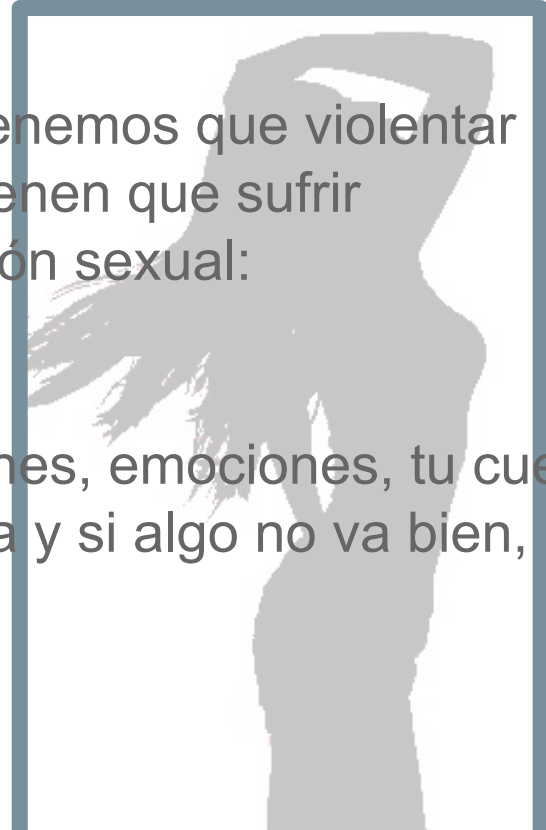 enemos que violentar
enen que sufrir
ón sexual:
nes, emociones, tu cue
a y si algo no va bien,